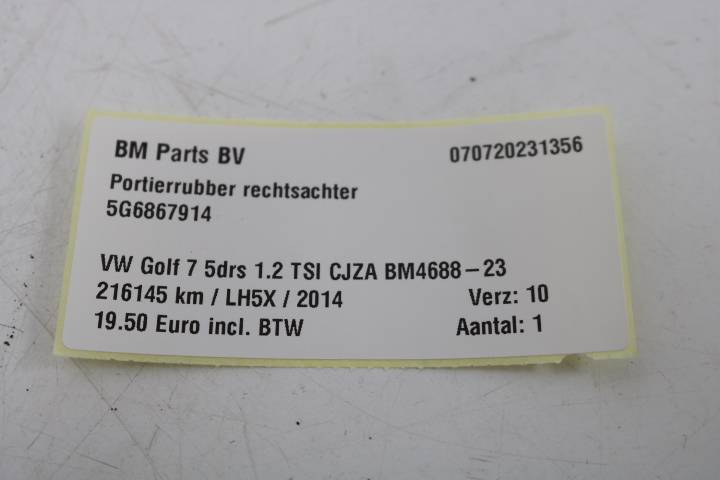 BM Parts BV 070720231356
Portierrubber rechtsachter
5G6867914
VW Golf 7 5drs 1.2 TSI CJZA BM4688-23
216145 km / LH5X / 2014 Verz: 10
19.50 Euro incl. BTW Aantal: 1